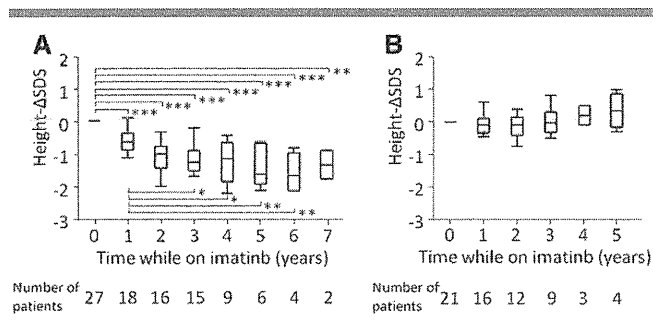 A
B
2
1
0
-1
-2
-3
Height-ΔSDS
**
***
***
***
***
***
***
*
*
**
**
0 1 2 3 4 5 6 7
Time while on imatinb (years)
Number of patients 27 18 16 15 9 6 4 2
2
1
0
-1
-2
-3
Height-ΔSDS
0 1 2 3 4 5
Time while on imatinb (years)
Number of patients 21 16 12 9 3 4